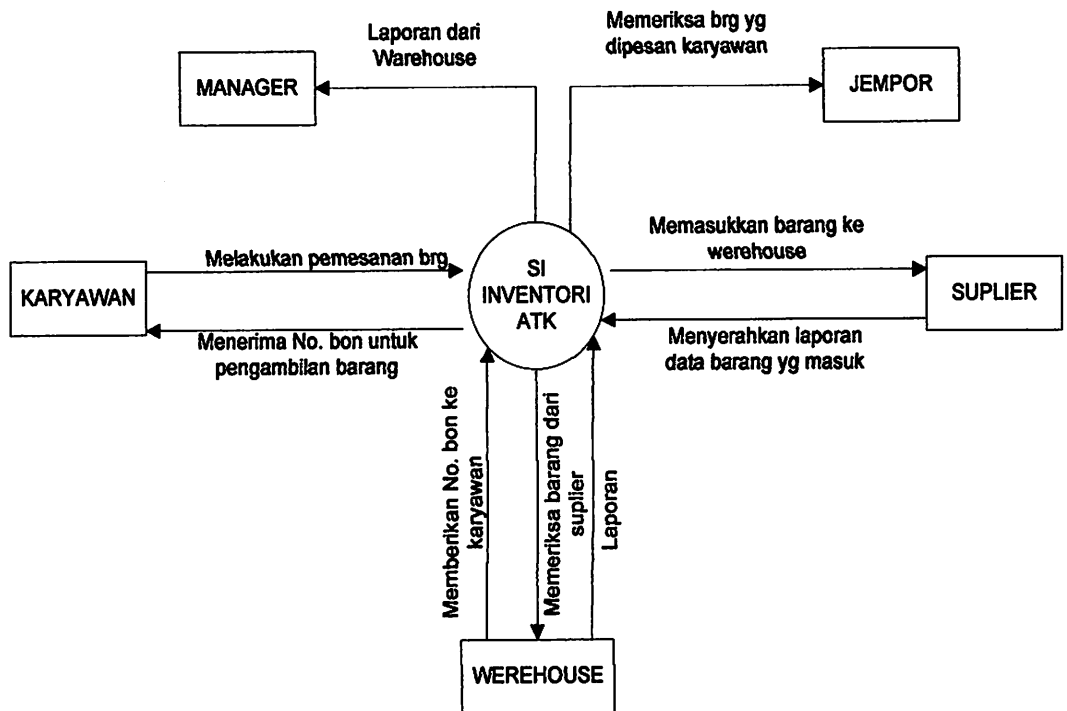 Laporan dari
Warehouse
Memeriksa brg yg
dipesan karyawan
MANAGER
JEMPOR
Melakukan pemesanan brg
Memasukkan barang ke
werehouse
KARYAWAN
SI
INVENTORI
ATK
SUPLIER
Menerima No. bon untuk
pengambilan barang
Menyerahkan laporan
data barang yg masuk
Memberikan No. bon ke
karyawan
Memeriksa barang dari
suplier
Laporan
WEREHOUSE